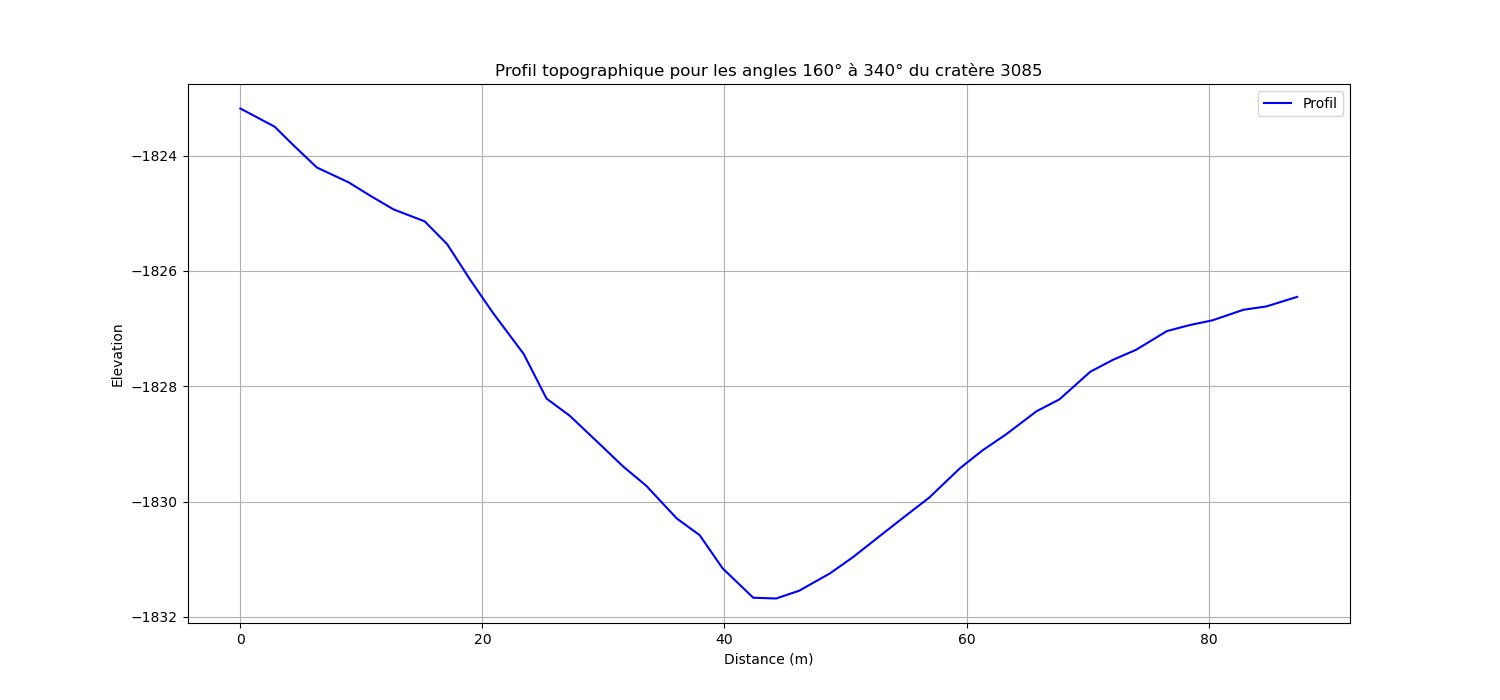 Profil topographique pour les angles 160° à 340° du cratère 3085
Profil
−1824
−1826
−1828
−1830
−1832
Elevation
0 20 40 60 80
Distance (m)